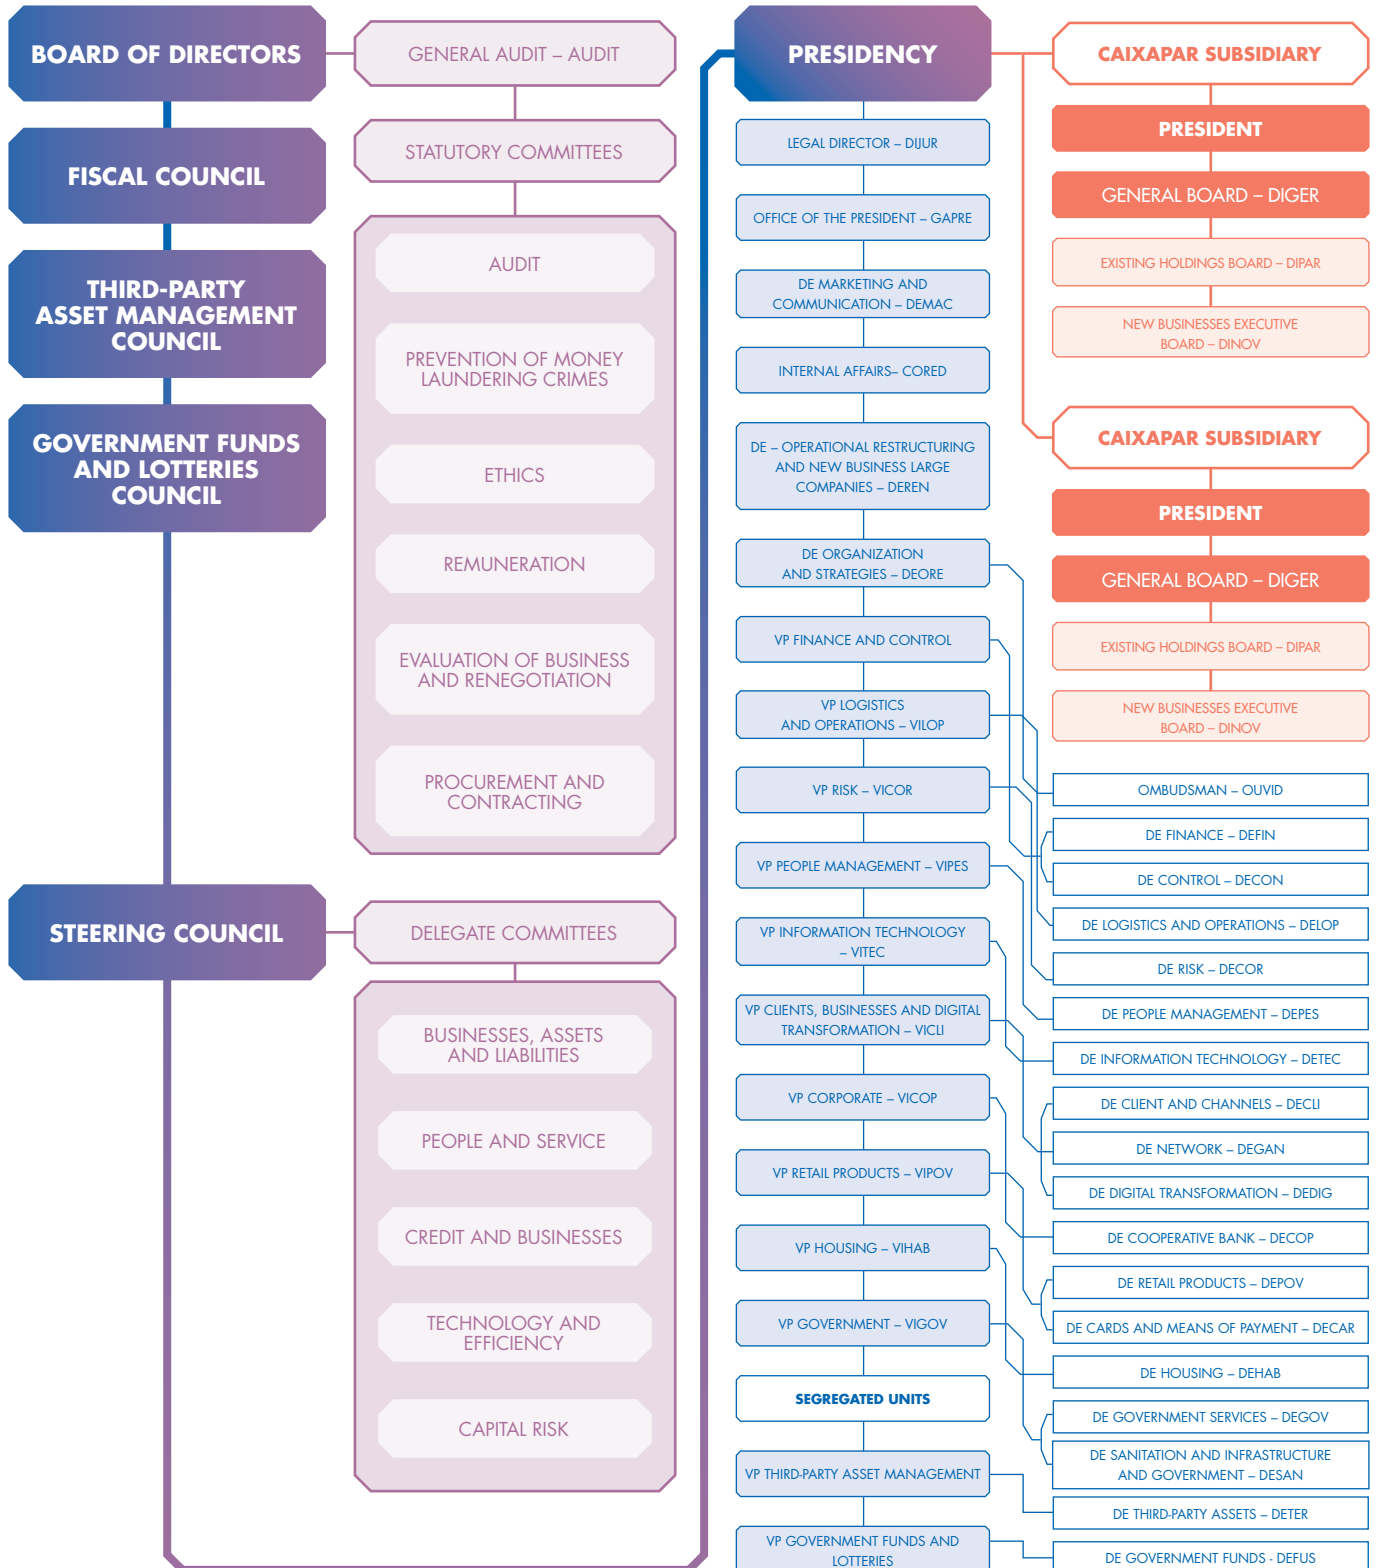 BOARD OF DIRECTORS
FISCAL COUNCIL
THIRD-PARTY
ASSET MANAGEMENT
COUNCIL
GOVERNMENT FUNDS
AND LOTTERIES
COUNCIL
STEERING COUNCIL
GENERAL AUDIT – AUDIT
STATUTORY COMMITTEES
AUDIT
PREVENTION OF MONEY
LAUNDERING CRIMES
ETHICS
REMUNERATION
EVALUATION OF BUSINESS
AND RENEGOTIATION
PROCUREMENT AND
CONTRACTING
DELEGATE COMMITTEES
BUSINESSES, ASSETS
AND LIABILITIES
PEOPLE AND SERVICE
CREDIT AND BUSINESSES
TECHNOLOGY AND
EFFICIENCY
CAPITAL RISK
PRESIDENCY
LEGAL DIRECTOR – DIJUR
OFFICE OF THE PRESIDENT – GAPRE
DE MARKETING AND
COMMUNICATION – DEMAC
INTERNAL AFFAIRS– CORED
DE – OPERATIONAL RESTRUCTURING
AND NEW BUSINESS LARGE
COMPANIES – DEREN
DE ORGANIZATION
AND STRATEGIES – DEORE
VP FINANCE AND CONTROL
VP LOGISTICS
AND OPERATIONS – VILOP
VP RISK – VICOR
VP PEOPLE MANAGEMENT – VIPES
VP INFORMATION TECHNOLOGY
– VITEC
VP CLIENTS, BUSINESSES AND DIGITAL
TRANSFORMATION – VICLI
VP CORPORATE – VICOP
VP RETAIL PRODUCTS – VIPOV
VP HOUSING – VIHAB
VP GOVERNMENT – VIGOV
SEGREGATED UNITS
VP THIRD-PARTY ASSET MANAGEMENT
VP GOVERNMENT FUNDS AND
LOTTERIES
CAIXAPAR SUBSIDIARY
PRESIDENT
GENERAL BOARD – DIGER
EXISTING HOLDINGS BOARD – DIPAR
NEW BUSINESSES EXECUTIVE
BOARD – DINOV
CAIXAPAR SUBSIDIARY
PRESIDENT
GENERAL BOARD – DIGER
EXISTING HOLDINGS BOARD – DIPAR
NEW BUSINESSES EXECUTIVE
BOARD – DINOV
OMBUDSMAN – OUVID
DE FINANCE – DEFIN
DE CONTROL – DECON
DE LOGISTICS AND OPERATIONS – DELOP
DE RISK – DECOR
DE PEOPLE MANAGEMENT – DEPES
DE INFORMATION TECHNOLOGY – DETEC
DE CLIENT AND CHANNELS – DECLI
DE NETWORK – DEGAN
DE DIGITAL TRANSFORMATION – DEDIG
DE COOPERATIVE BANK – DECOP
DE RETAIL PRODUCTS – DEPOV
DE CARDS AND MEANS OF PAYMENT – DECAR
DE HOUSING – DEHAB
DE GOVERNMENT SERVICES – DEGOV
DE SANITATION AND INFRASTRUCTURE
AND GOVERNMENT – DESAN
DE THIRD-PARTY ASSETS – DETER
DE GOVERNMENT FUNDS - DEFUS